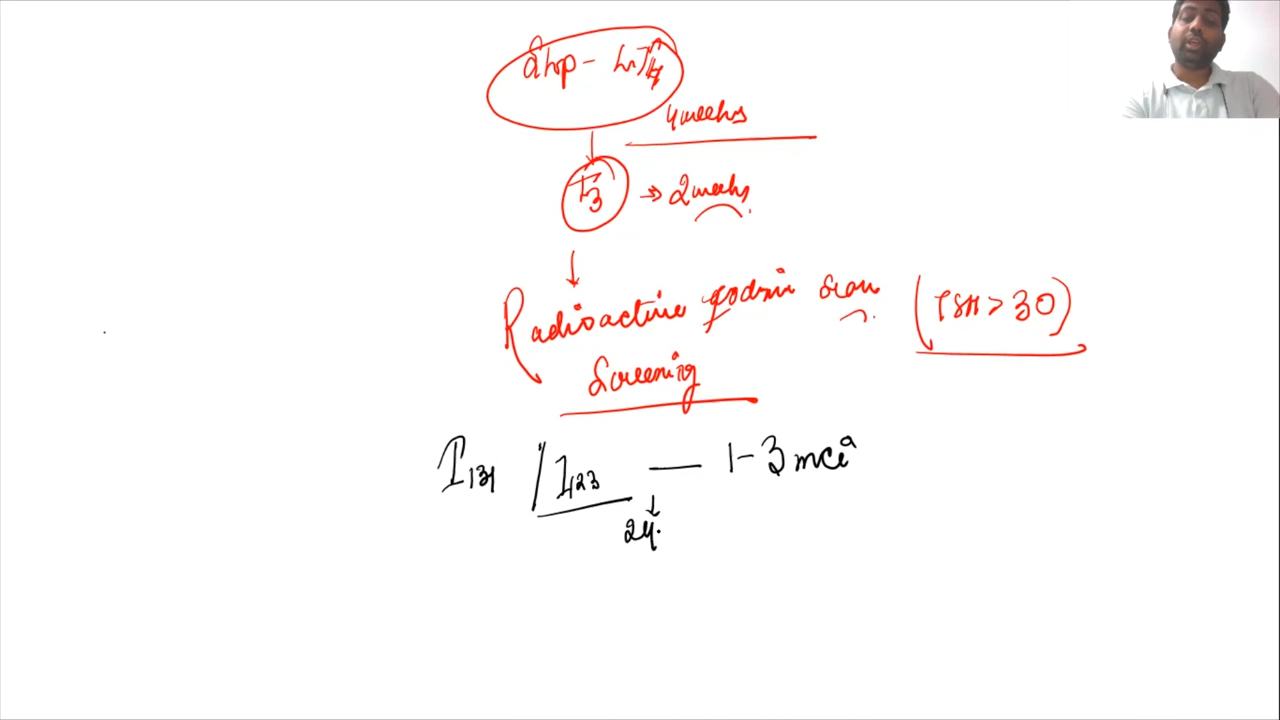 Stop - LT4
4 weeks
T3 → 2 weeks
Radioactive Iodine Scan (TSH > 30)
Screening
I131 / I123 — 1-3 mci
24.